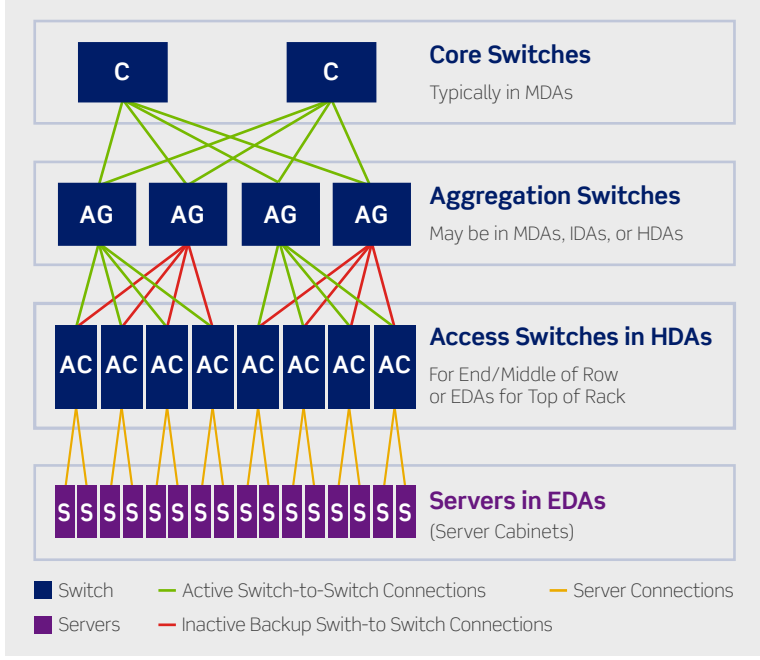 C C
Core Switches
Typically in MDAs
AG AG AG AG
Aggregation Switches
May be in MDAs, IDAs, or HDAs
AC AC AC AC AC AC AC AC
Access Switches in HDAs
For End/Middle of Row
or EDAs for Top of Rack
S S S S S S S S S S S S S S S S
Servers in EDAs
(Server Cabinets)
Switch Active Switch-to-Switch Connections Server Connections
Servers Inactive Backup Swith-to Switch Connections